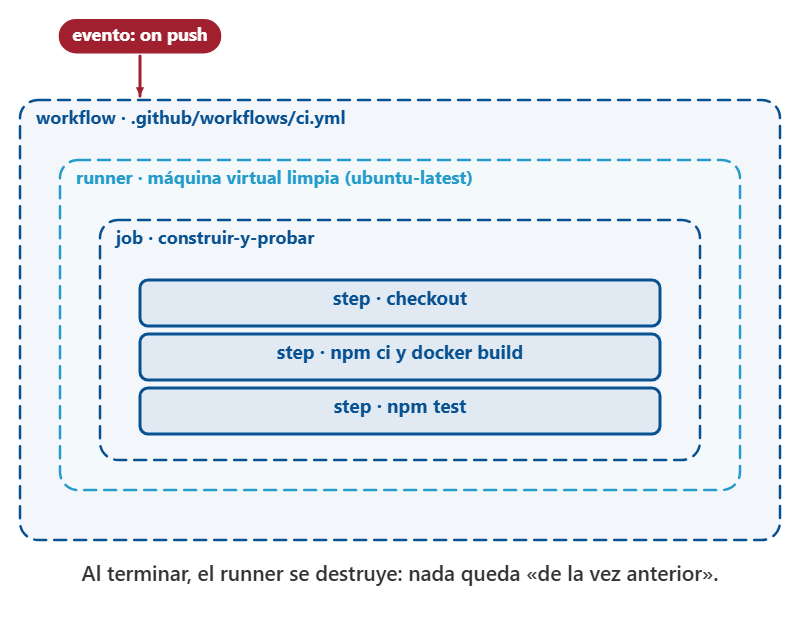 evento: on push
workflow · .github/workflows/ci.yml
runner · máquina virtual limpia (ubuntu-latest)
job · construir-y-probar
step · checkout
step · npm ci y docker build
step · npm test
Al terminar, el runner se destruye: nada queda «de la vez anterior».